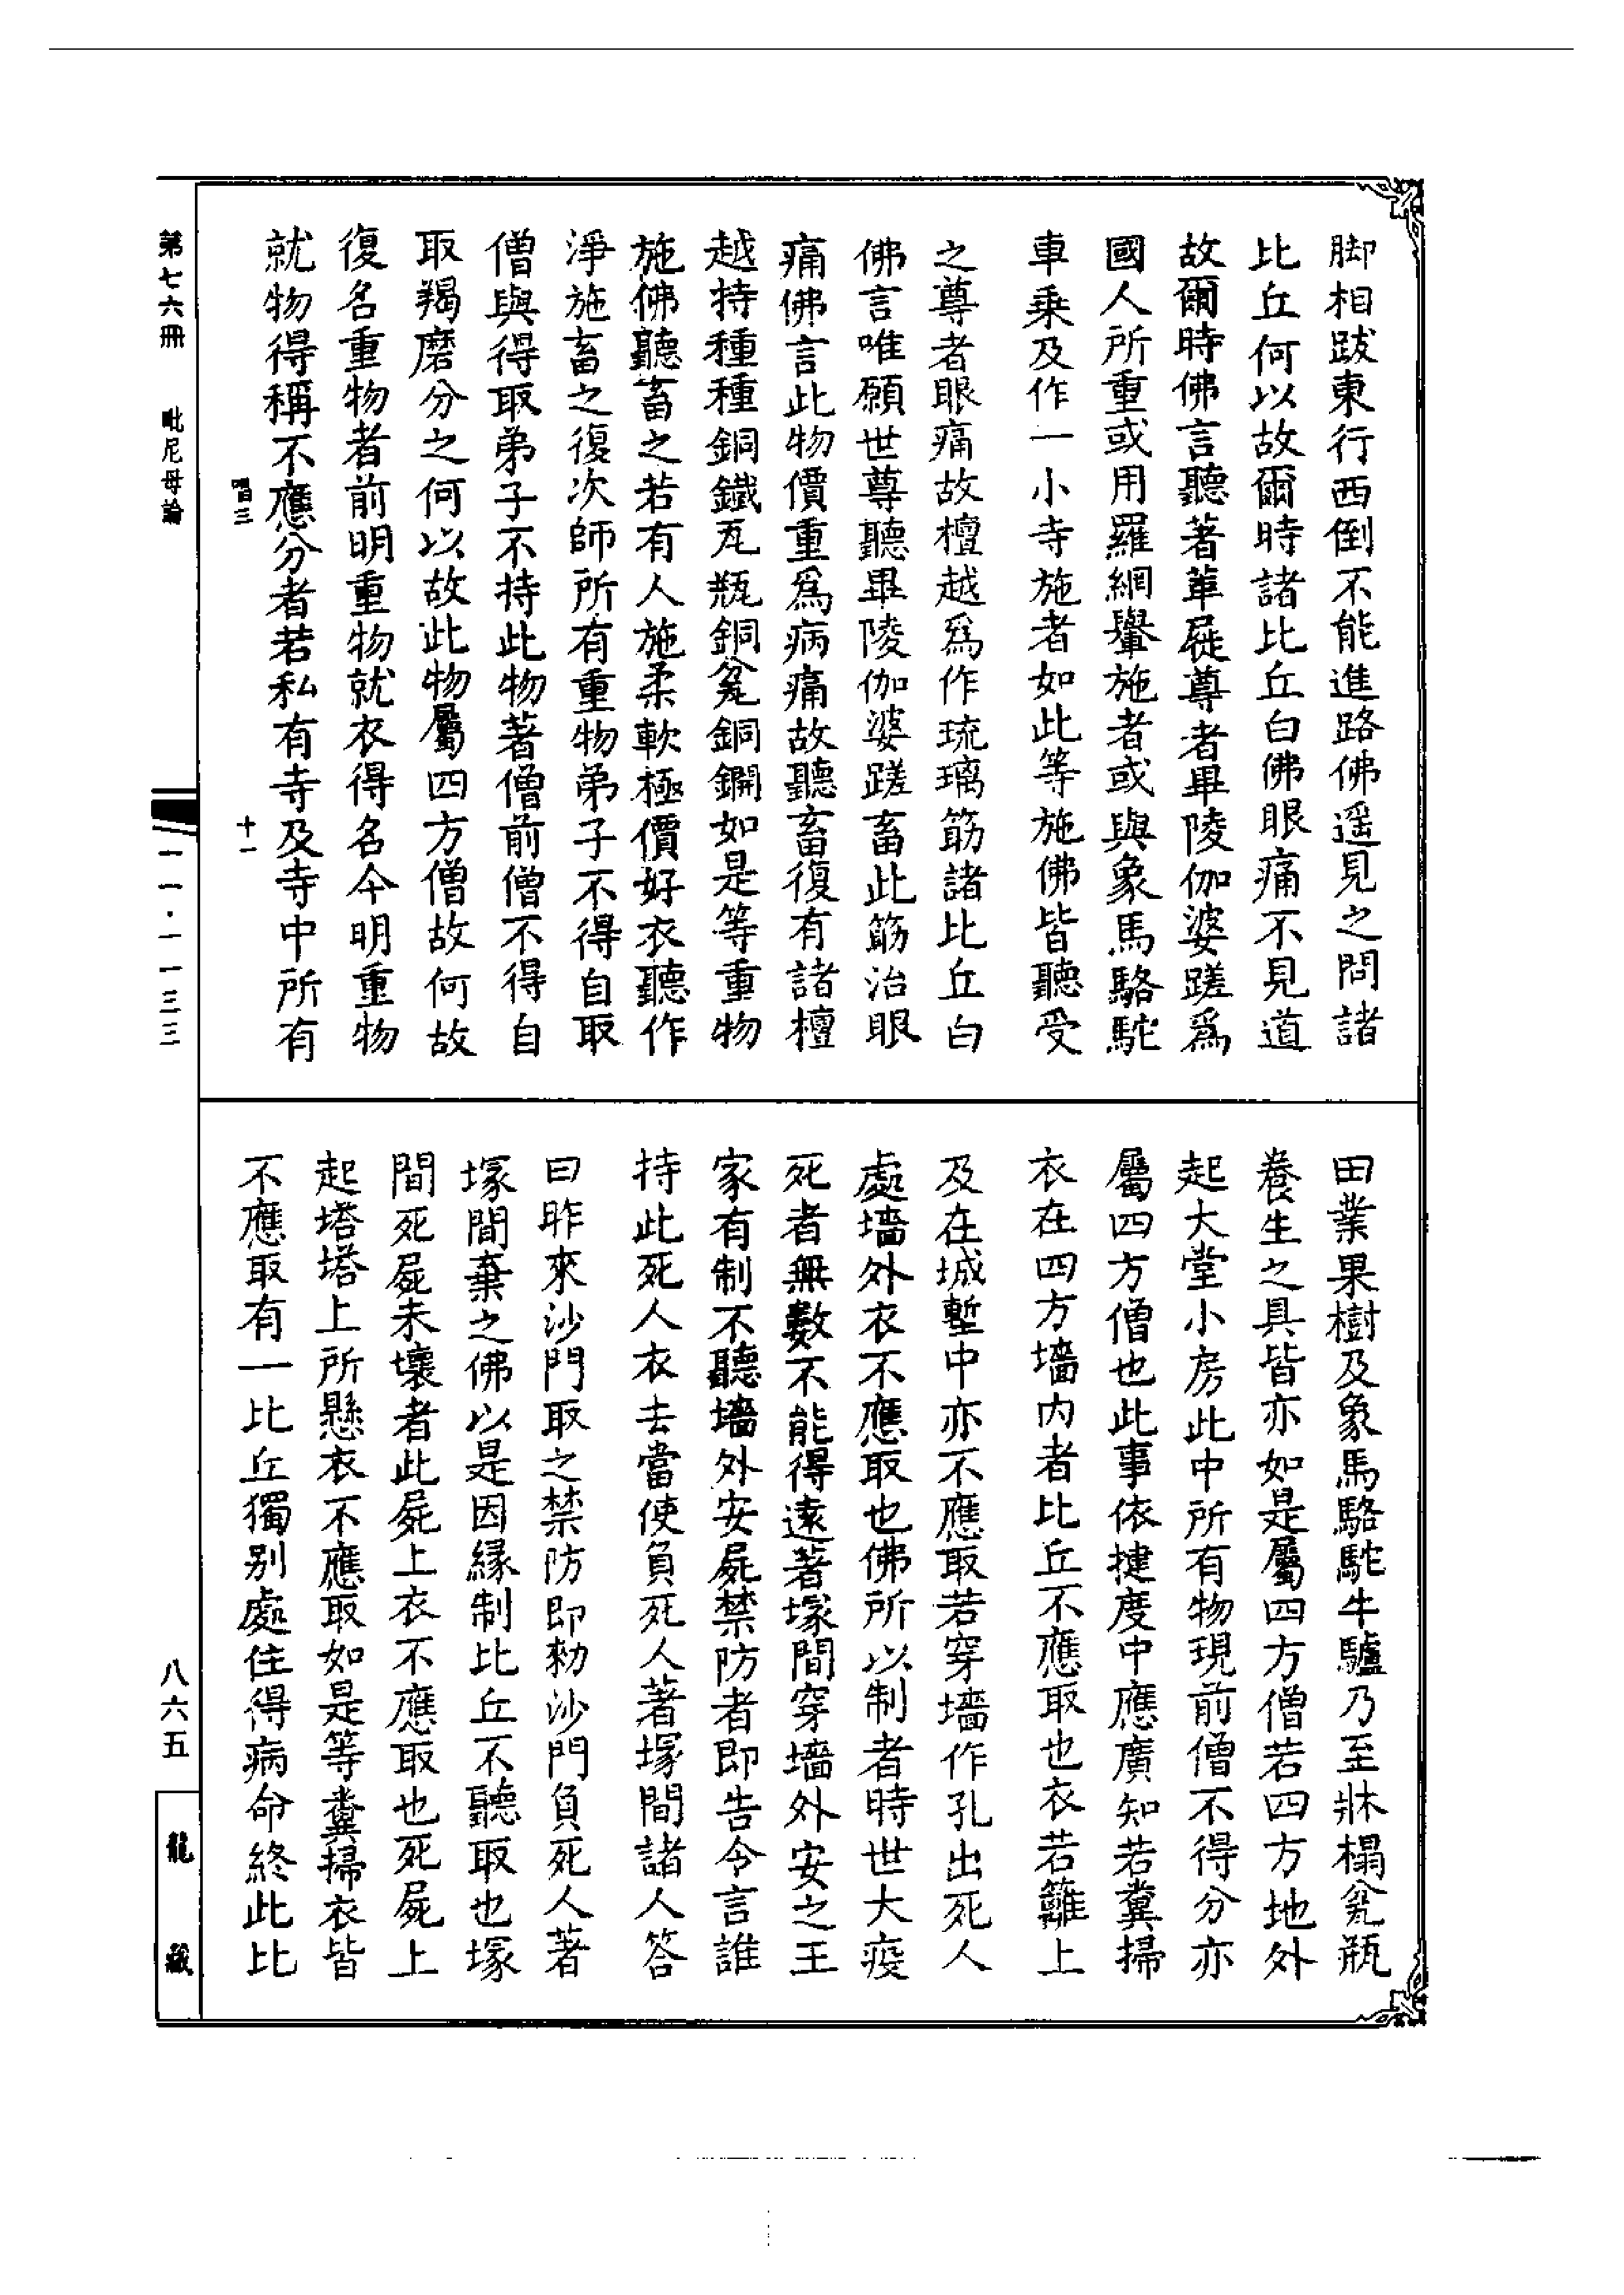 脚相跋東行西倒不能進路佛遥見之問諸
比丘何以故爾時諸比丘白佛眼痛不見道
故爾時佛言聽著革屣尊者畢陵伽婆蹉爲
國人所重或用羅網轝施者或與象馬駱駝
車乗及作一小寺施者如此等施佛皆聽受
之尊者眼痛故檀越爲作琉璃筯諸比丘白
佛言唯願世尊聽畢陵伽婆蹉畜此筯治眼
痛佛言此物價重爲病痛故聽畜復有諸檀
越持種種銅鐵瓦瓶銅瓮銅鐗如是等重物
施佛聽畜之若有人施柔軟極價好衣聽作
淨施畜之復次師所有重物弟子不得自取
僧與得取弟子不持此物著僧前僧不得自
取羯磨分之何以故此物屬四方僧故何故
復名重物者前明重物就衣得名今明重物
就物得稱不應分者若私有寺及寺中所有
田業果樹及象馬駱駝牛驢乃至牀榻瓮瓶
養生之具皆亦如是屬四方僧若四方地外
起大堂小房此中所有物現前僧不得分亦
屬四方僧也此事依揵度中應廣知若糞掃
衣在四方墻内者比丘不應取也衣若籬上
及在城塹中亦不應取若穿墻作孔出死人
處墻外衣不應取也佛所以制者時世大疫
死者無數不能得遠著塚間穿墻外安之王
家有制不聽墻外安屍禁防者即告令言誰
持此死人衣去當使負死人著塚間諸人答
曰昨來沙門取之禁防即勑沙門負死人著
塚間棄之佛以是因緣制比丘不聽取也塚
間死屍未壞者此屍上衣不應取也死屍上
起塔塔上所懸衣不應取如是等糞掃衣皆
不應取有一比丘獨别處住得病命終此比
唱三
十一
第七六冊
毗尼母論
一一·一一三三
八六五
龍藏